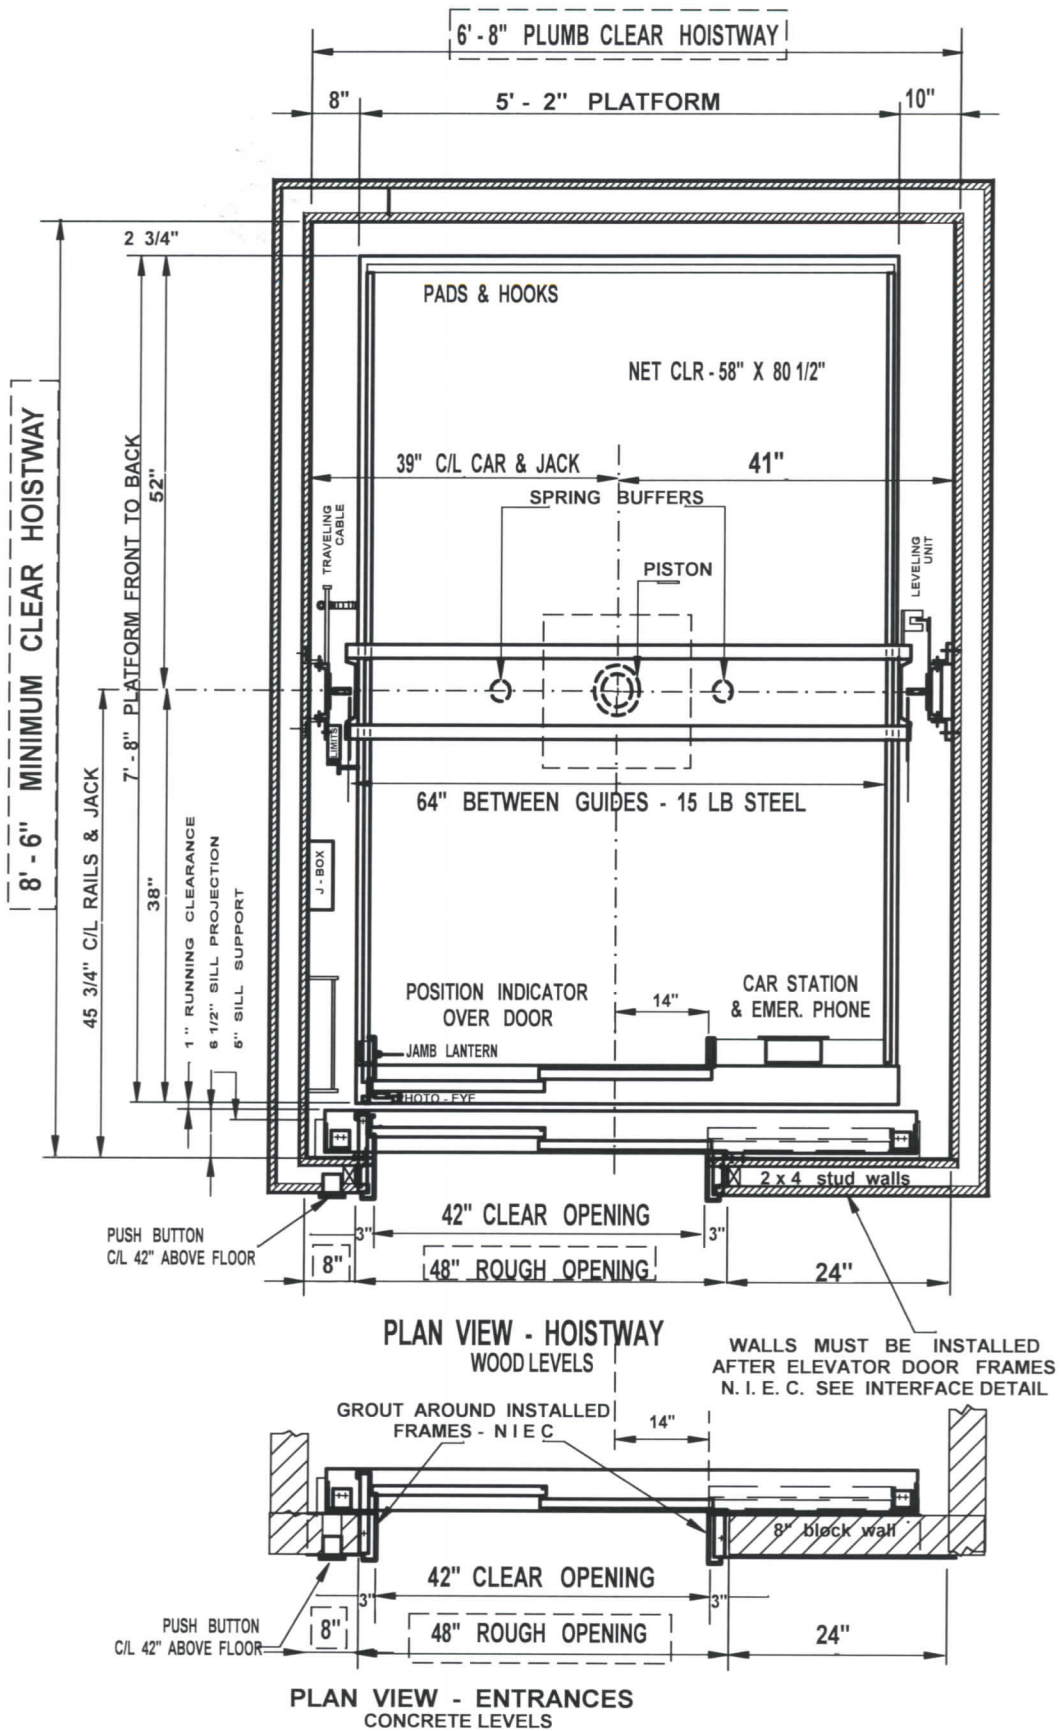 6' - 8" PLUMB CLEAR HOISTWAY
8"
5' - 2" PLATFORM
10"
2 3/4"
PADS & HOOKS
NET CLR - 58" X 80 1/2"
8' - 6" MINIMUM CLEAR HOISTWAY
7' - 8" PLATFORM FRONT TO BACK
52"
39" C/L CAR & JACK
41"
SPRING BUFFERS
TRAVELING
CABLE
LEVELING
UNIT
PISTON
LIMITS
64" BETWEEN GUIDES - 15 LB STEEL
45 3/4" C/L RAILS & JACK
38"
1" RUNNING CLEARANCE
6 1/2" SILL PROJECTION
5" SILL SUPPORT
J - BOX
POSITION INDICATOR
OVER DOOR
14"
CAR STATION
& EMER. PHONE
JAMB LANTERN
HOTO - EYE
2 x 4 stud walls
PUSH BUTTON
C/L 42" ABOVE FLOOR
3"
42" CLEAR OPENING
3"
8"
48" ROUGH OPENING
24"
PLAN VIEW - HOISTWAY
WOOD LEVELS
WALLS MUST BE INSTALLED
AFTER ELEVATOR DOOR FRAMES
N. I. E. C. SEE INTERFACE DETAIL
GROUT AROUND INSTALLED
FRAMES - N I E C
14"
8" block wall
42" CLEAR OPENING
3"
3"
PUSH BUTTON
C/L 42" ABOVE FLOOR
8"
48" ROUGH OPENING
24"
PLAN VIEW - ENTRANCES
CONCRETE LEVELS